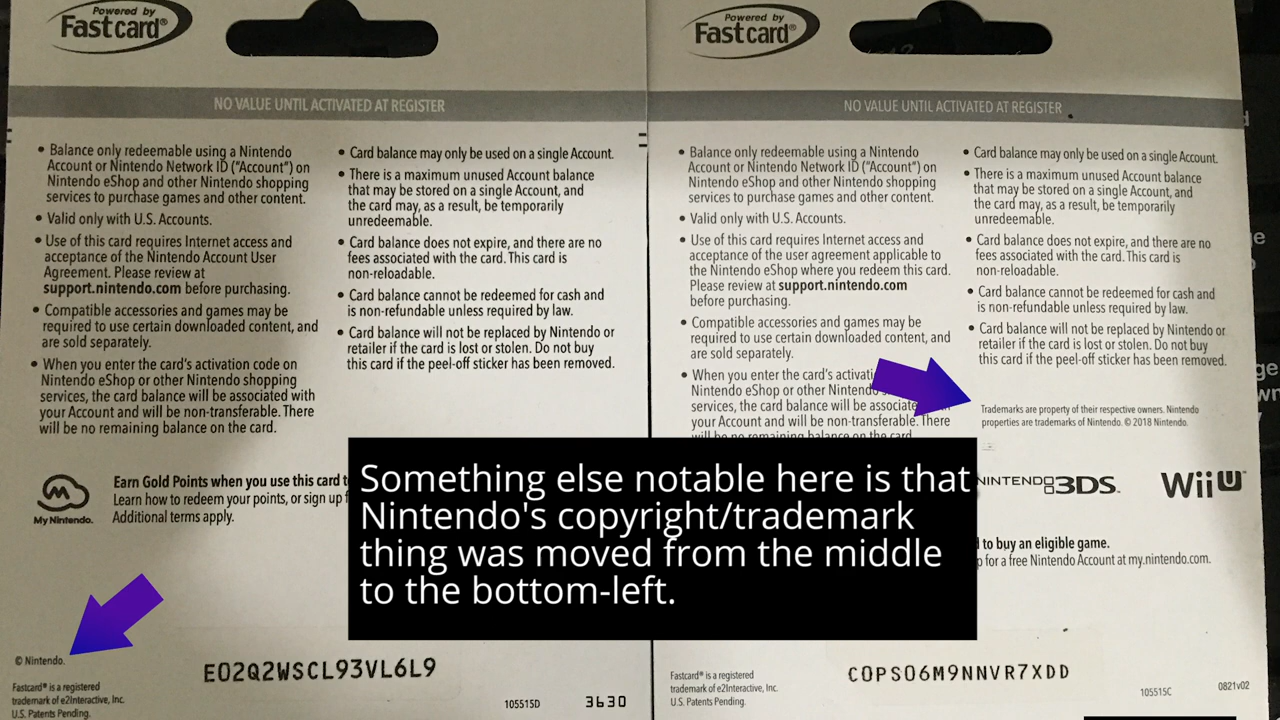 Powered by
Fastcard®
NO VALUE UNTIL ACTIVATED AT REGISTER
• Balance only redeemable using a Nintendo
Account or Nintendo Network ID ("Account") on
Nintendo eShop and other Nintendo shopping
services to purchase games and other content.
• Valid only with U.S. Accounts.
• Use of this card requires Internet access and
acceptance of the Nintendo Account User
Agreement. Please review at
support.nintendo.com before purchasing.
• Compatible accessories and games may be
required to use certain downloaded content, and
are sold separately.
• When you enter the card's activation code on
Nintendo eShop or other Nintendo shopping
services, the card balance will be associated with
your Account and will be non-transferable. There
will be no remaining balance on the card.
• Card balance may only be used on a single Account.
• There is a maximum unused Account balance
that may be stored on a single Account, and
the card may, as a result, be temporarily
unredeemable.
• Card balance does not expire, and there are no
fees associated with the card. This card is
non-reloadable.
• Card balance cannot be redeemed for cash and
is non-refundable unless required by law.
• Card balance will not be replaced by Nintendo or
retailer if the card is lost or stolen. Do not buy
this card if the peel-off sticker has been removed.
My Nintendo.
Earn Gold Points when you use this card
Learn how to redeem your points, or sign up
Additional terms apply.
© Nintendo.
Fastcard® is a registered
trademark of e2Interactive, Inc.
U.S. Patents Pending.
E02Q2WSCL93VL6L9
105515D
3630
Powered by
Fastcard®
NO VALUE UNTIL ACTIVATED AT REGISTER
• Balance only redeemable using a Nintendo
Account or Nintendo Network ID ("Account") on
Nintendo eShop and other Nintendo shopping
services to purchase games and other content.
• Valid only with U.S. Accounts.
• Use of this card requires Internet access and
acceptance of the user agreement applicable to
the Nintendo eShop where you redeem this card.
Please review at support.nintendo.com
before purchasing.
• Compatible accessories and games may be
required to use certain downloaded content, and
are sold separately.
• When you enter the card's
Nintendo eShop or other Nintendo
services, the card balance will be
your Account and will be non-transferable. There
will be no remaining balance on the card
• Card balance may only be used on a single Account.
• There is a maximum unused Account balance
that may be stored on a single Account, and
the card may, as a result, be temporarily
unredeemable.
• Card balance does not expire, and there are no
fees associated with the card. This card is
non-reloadable.
• Card balance cannot be redeemed for cash and
is non-refundable unless required by law.
• Card balance will not be replaced by Nintendo or
retailer if the card is lost or stolen. Do not buy
this card if the peel-off sticker has been removed.
Trademarks are property of their respective owners. Nintendo
properties are trademarks of Nintendo. © 2018 Nintendo.
NINTENDO 3DS™ Wii U™
to buy an eligible game.
for a free Nintendo Account at my.nintendo.com.
Fastcard® is a registered
trademark of e2Interactive, Inc.
U.S. Patents Pending.
C0PS06M9NNVR7XDD
105515C
0821v02
Something else notable here is that
Nintendo's copyright/trademark
thing was moved from the middle
to the bottom-left.